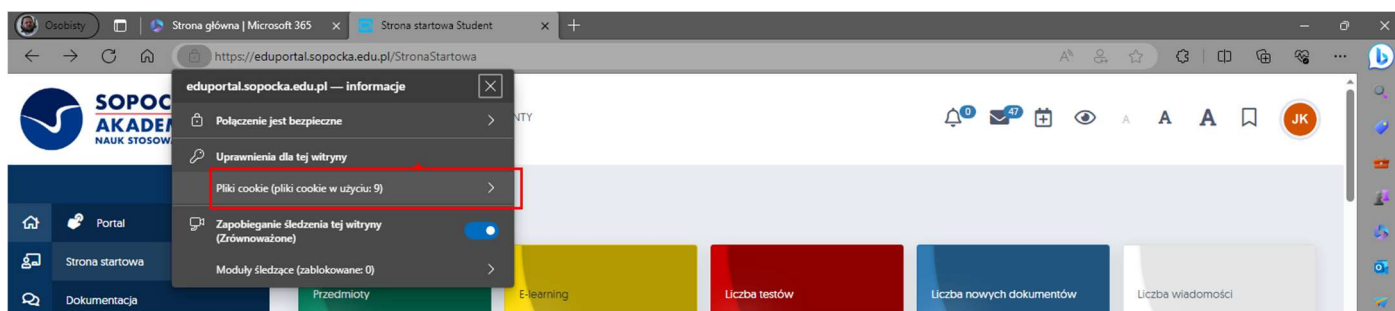 Osobisty
Strona główna | Microsoft 365
Strona startowa Student
https://eduportal.sopocka.edu.pl/StronaStartowa
eduportal.sopocka.edu.pl — informacje
SOPOC
AKADEM
NAUK STOSOWA
NTY
0
47
A
A
A
JK
Połączenie jest bezpieczne
Uprawnienia dla tej witryny
Pliki cookie (pliki cookie w użyciu: 9)
Zapobieganie śledzenia tej witryny
(Zrównoważone)
Moduły śledzące (zablokowane: 0)
Portal
Strona startowa
Dokumentacja
Przedmioty
E-learning
Liczba testów
Liczba nowych dokumentów
Liczba wiadomości